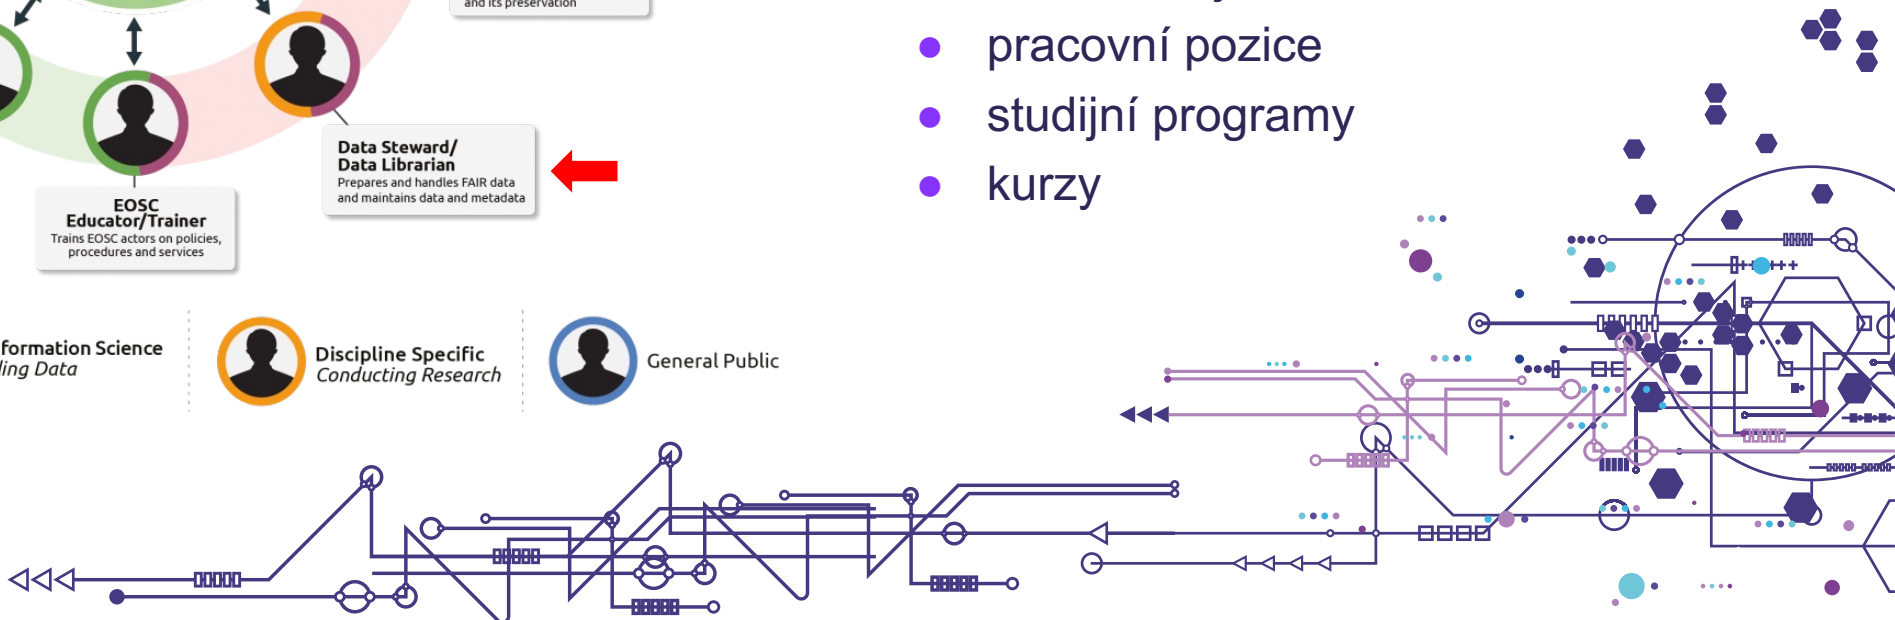 and its preservation
pracovní pozice
studijní programy
kurzy
Data Steward/
Data Librarian
Prepares and handles FAIR data
and maintains data and metadata
EOSC
Educator/Trainer
Trains EOSC actors on policies,
procedures and services
formation Science
ing Data
Discipline Specific
Conducting Research
General Public